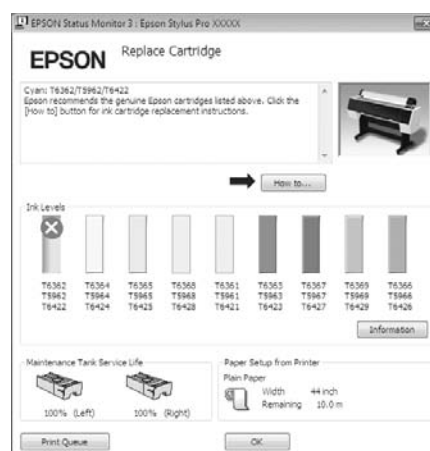 EPSON Status Monitor 3 : Epson Stylus Pro XXXXX
EPSON
Replace Cartridge
Cyan: T6362/T5962/T6422
Epson recommends the genuine Epson cartridges listed above. Click the
[How to] button for ink cartridge replacement instructions.
How to...
Ink Levels
T6362 T6364 T6365 T6368 T6361 T6363 T6367 T6369 T6366
T5962 T5964 T5965 T5968 T5961 T5963 T5967 T5969 T5966
T6422 T6424 T6425 T6428 T6421 T6423 T6427 T6429 T6426
Information
Maintenance Tank Service Life
100% (Left) 100% (Right)
Paper Setup from Printer
Plain Paper
Width 44 inch
Remaining 10.0 m
Print Queue
OK